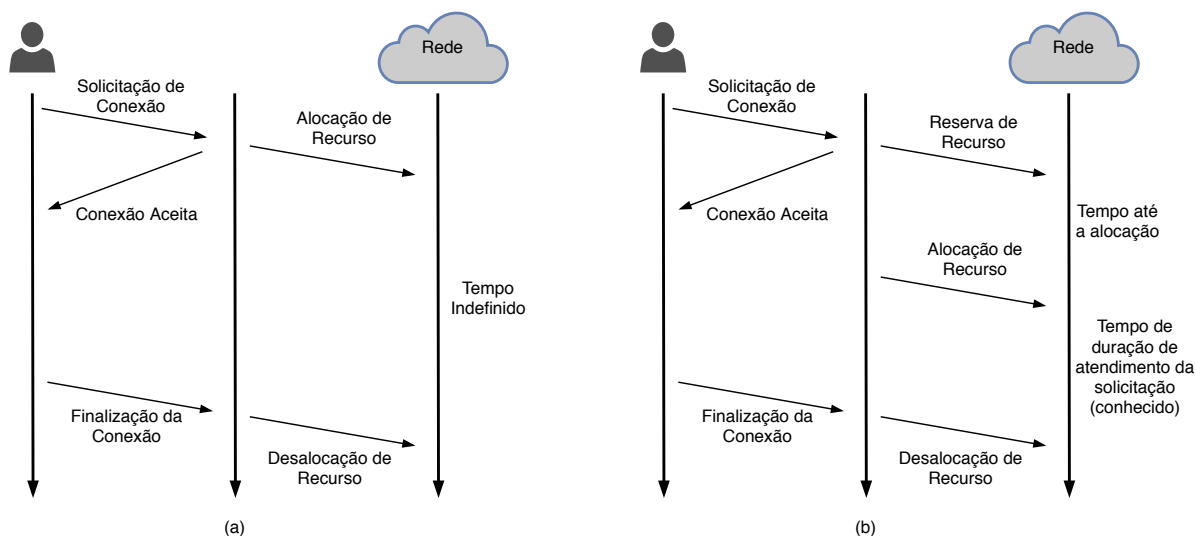 Rede
Solicitação de
Conexão
Alocação de
Recurso
Conexão Aceita
Tempo
Indefinido
Finalização da
Conexão
Desalocação de
Recurso
(a)
Rede
Solicitação de
Conexão
Reserva de
Recurso
Conexão Aceita
Tempo até
a alocação
Alocação de
Recurso
Tempo de
duração de
atendimento da
solicitação
(conhecido)
Finalização da
Conexão
Desalocação de
Recurso
(b)